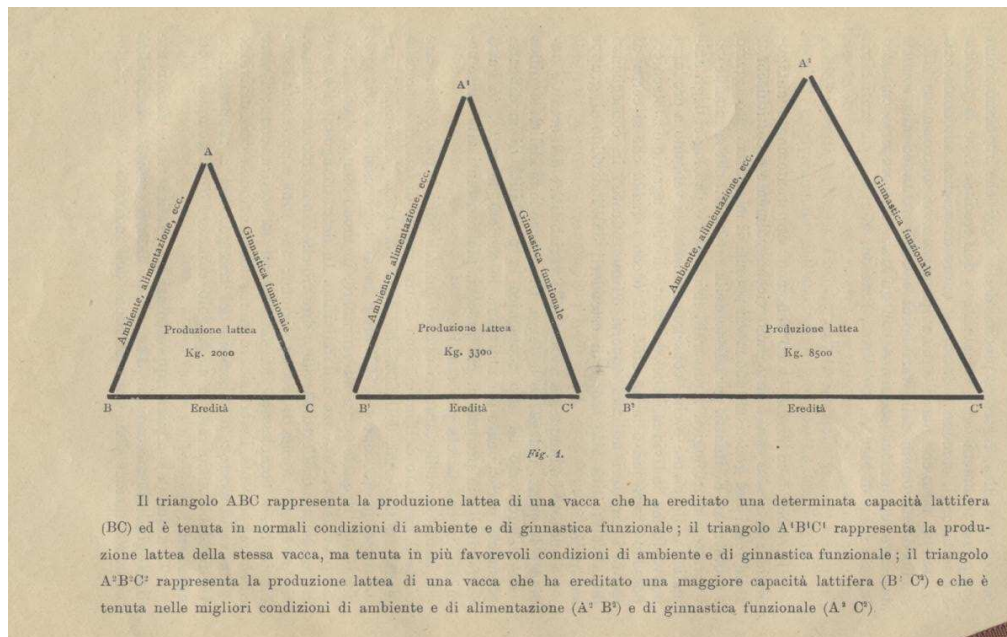 A
A¹
A²
Ambiente, alimentazione, ecc.
Ginnastica funzionale
Ambiente, alimentazione, ecc.
Ginnastica funzionale
Ambiente, alimentazione, ecc.
Ginnastica funzionale
Produzione lattea
Kg. 2000
Produzione lattea
Kg. 3300
Produzione lattea
Kg. 8500
B Eredità C
B¹ Eredità C¹
B² Eredità C²
Fig. 1.
Il triangolo ABC rappresenta la produzione lattea di una vacca che ha ereditato una determinata capacità lattifera
(BC) ed è tenuta in normali condizioni di ambiente e di ginnastica funzionale ; il triangolo A¹B¹C¹ rappresenta la produ-
zione lattea della stessa vacca, ma tenuta in più favorevoli condizioni di ambiente e di ginnastica funzionale ; il triangolo
A²B²C² rappresenta la produzione lattea di una vacca che ha ereditato una maggiore capacità lattifera (B² C²) e che è
tenuta nelle migliori condizioni di ambiente e di alimentazione (A² B²) e di ginnastica funzionale (A² C²).